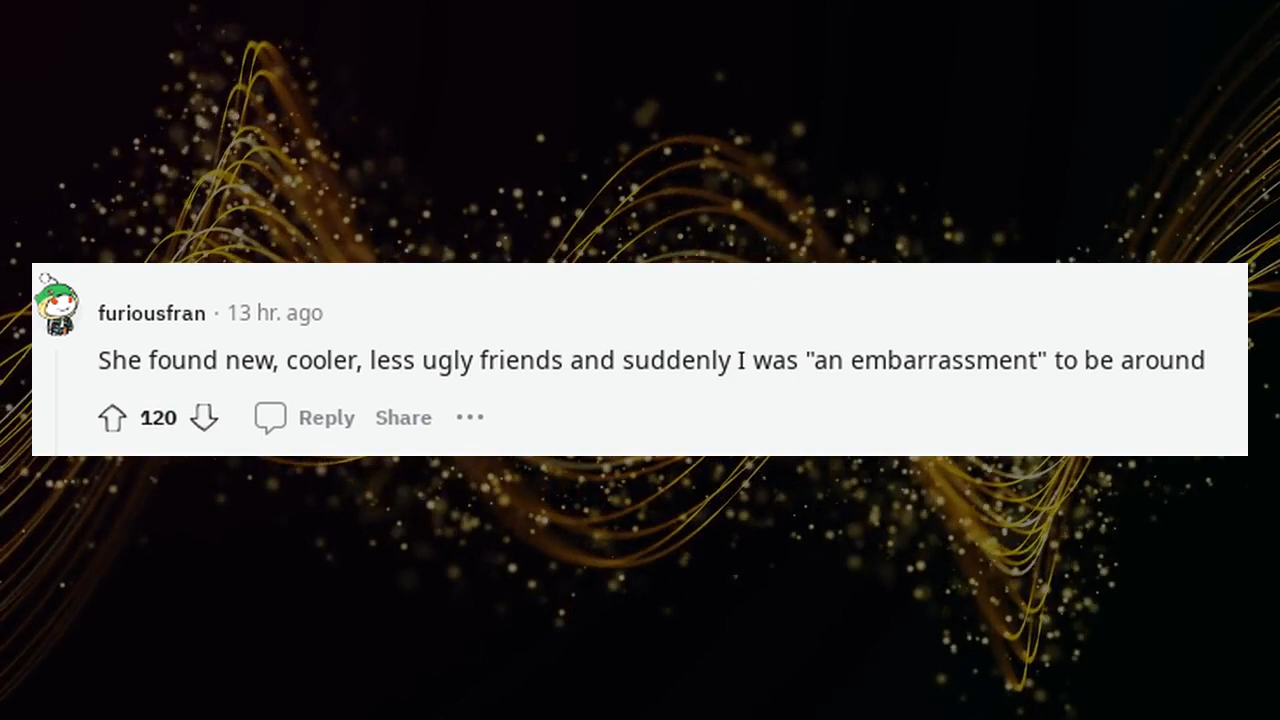 furiousfran · 13 hr. ago
She found new, cooler, less ugly friends and suddenly I was "an embarrassment" to be around
120 Reply Share ···